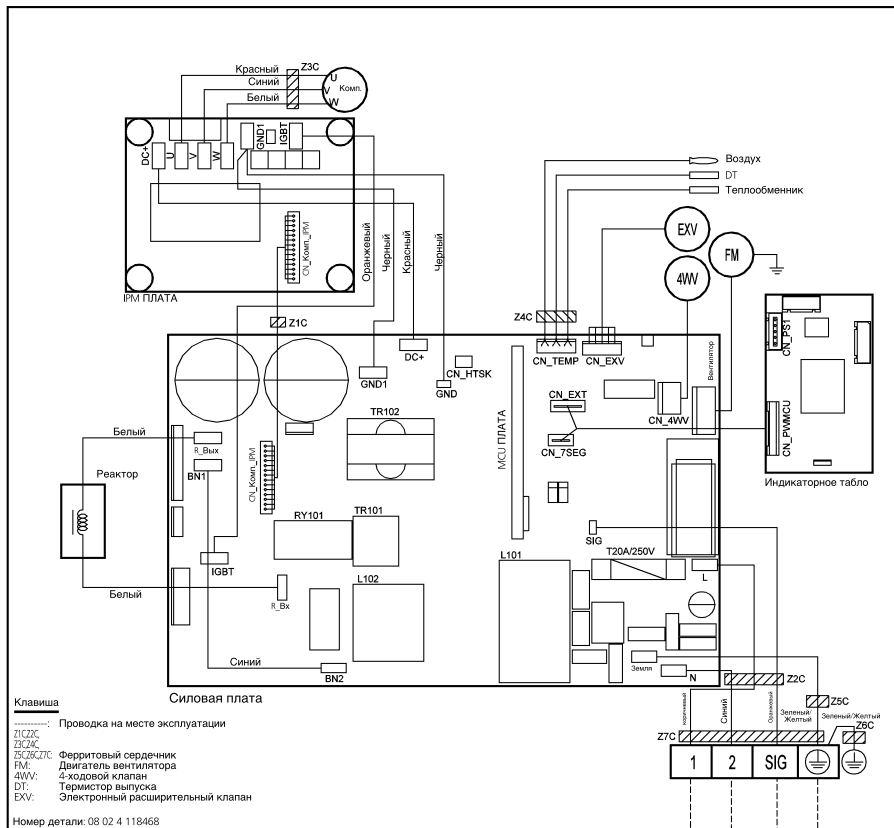 Красный
Z3C
Синий
Белый
U
V
W
Комп.
DC+
U
V
W
GND1
IGBT
CN_Комп_IPM
IPM ПЛАТА
Оранжевый
Черный
Красный
Черный
Воздух
DT
Теплообменник
EXV
FM
4WV
Z1C
Z4C
DC+
GND1
CN_HTSK
GND
CN_TEMP
CN_EXV
Вентилятор
CN_PS1
CN_EXT
CN_4WV
TR102
MCU ПЛАТА
CN_7SEG
CN_PWMCU
Индикаторное табло
Белый
R_Вых
BN1
CN_Комп_IPM
Реактор
RY101
TR101
SIG
L101
T20A/250V
L
IGBT
L102
R_Вх
Белый
Синий
BN2
Земля
N
Силовая плата
Z2C
Z5C
коричневый
Синий
Оранжевый
Зеленый/
Желтый
Зеленый/Желтый
Z7C
Z6C
1
2
SIG
Клавиша
----------: Проводка на месте эксплуатации
Z1C,Z2C,
Z3C,Z4C,
Z5C,Z6C,Z7C: Ферритовый сердечник
FM: Двигатель вентилятора
4WV: 4-ходовой клапан
DT: Термистор выпуска
EXV: Электронный расширительный клапан
Номер детали: 08 02 4 118468